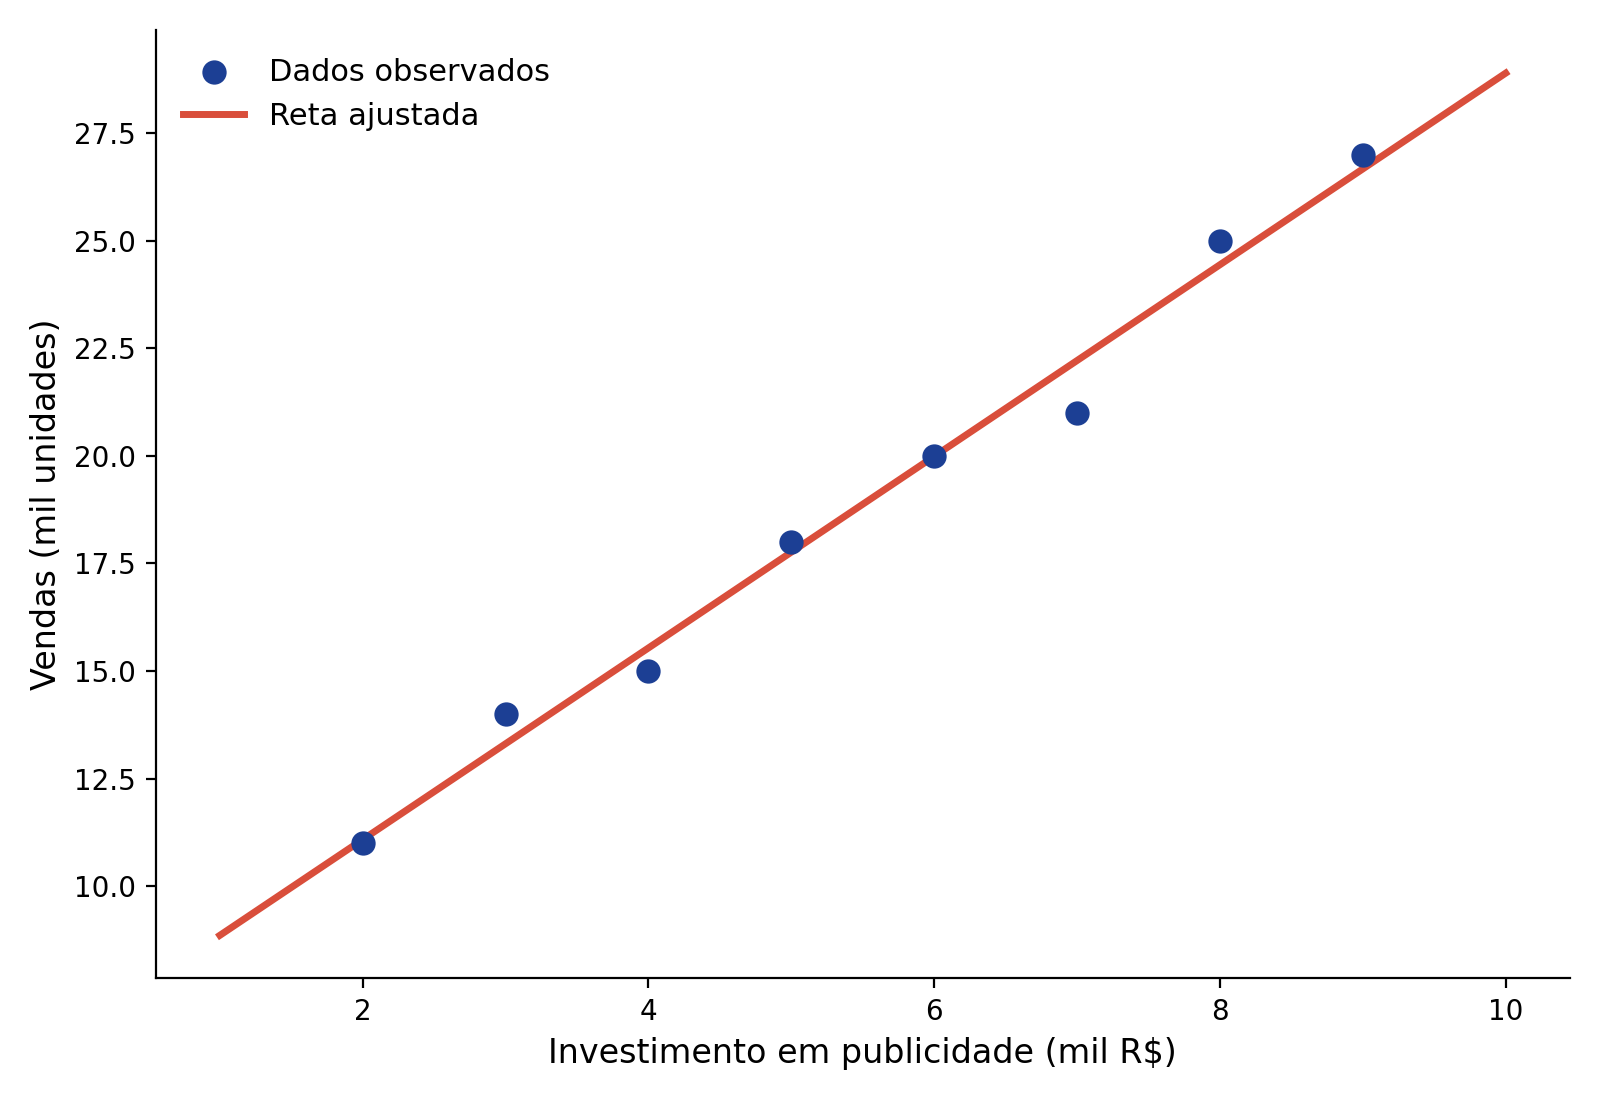 Dados observados
Reta ajustada
27.5
25.0
22.5
20.0
17.5
15.0
12.5
10.0
Vendas (mil unidades)
2 4 6 8 10
Investimento em publicidade (mil R$)